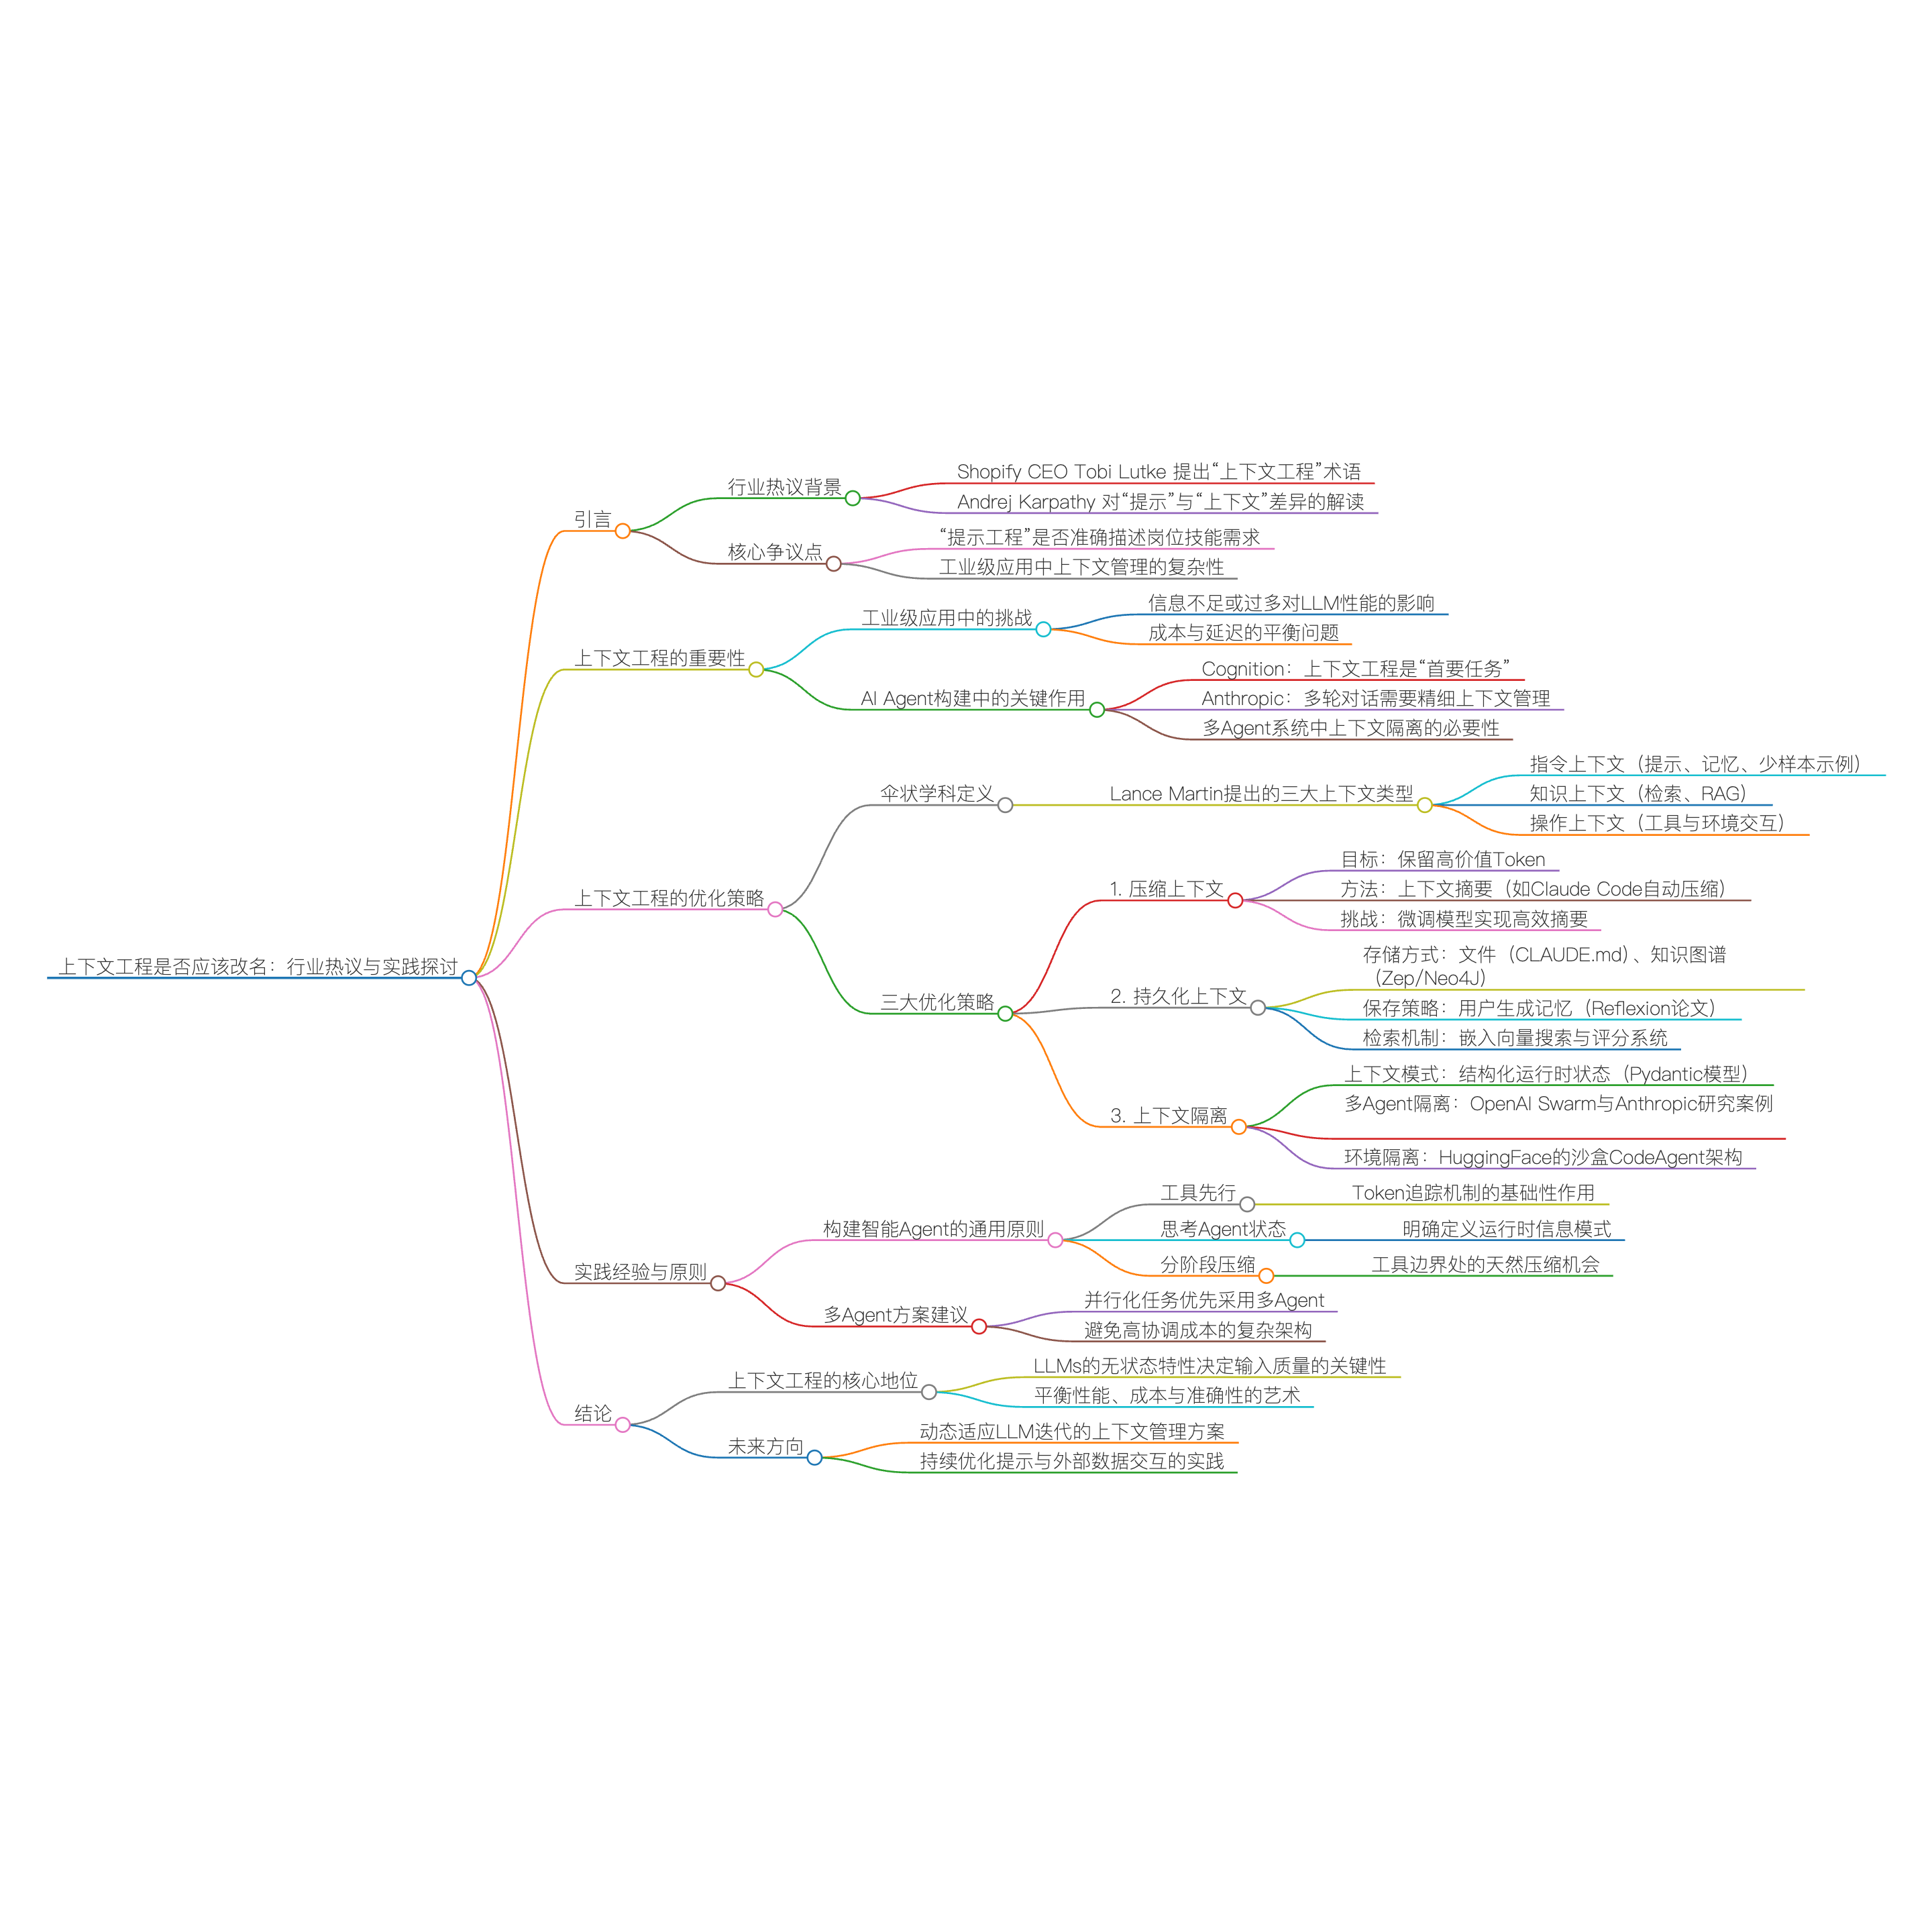 上下文工程是否应该改名：行业热议与实践探讨
引言
行业热议背景
Shopify CEO Tobi Lutke 提出“上下文工程”术语
Andrej Karpathy 对“提示”与“上下文”差异的解读
核心争议点
“提示工程”是否准确描述岗位技能需求
工业级应用中上下文管理的复杂性
上下文工程的重要性
工业级应用中的挑战
信息不足或过多对LLM性能的影响
成本与延迟的平衡问题
AI Agent构建中的关键作用
Cognition：上下文工程是“首要任务”
Anthropic：多轮对话需要精细上下文管理
多Agent系统中上下文隔离的必要性
上下文工程的优化策略
伞状学科定义
Lance Martin提出的三大上下文类型
指令上下文（提示、记忆、少样本示例）
知识上下文（检索、RAG）
操作上下文（工具与环境交互）
三大优化策略
1. 压缩上下文
目标：保留高价值Token
方法：上下文摘要（如Claude Code自动压缩）
挑战：微调模型实现高效摘要
2. 持久化上下文
存储方式：文件（CLAUDE.md）、知识图谱
（Zep/Neo4J）
保存策略：用户生成记忆（Reflexion论文）
检索机制：嵌入向量搜索与评分系统
3. 上下文隔离
上下文模式：结构化运行时状态（Pydantic模型）
多Agent隔离：OpenAI Swarm与Anthropic研究案例
环境隔离：HuggingFace的沙盒CodeAgent架构
实践经验与原则
构建智能Agent的通用原则
工具先行
Token追踪机制的基础性作用
思考Agent状态
明确定义运行时信息模式
分阶段压缩
工具边界处的天然压缩机会
多Agent方案建议
并行化任务优先采用多Agent
避免高协调成本的复杂架构
结论
上下文工程的核心地位
LLMs的无状态特性决定输入质量的关键性
平衡性能、成本与准确性的艺术
未来方向
动态适应LLM迭代的上下文管理方案
持续优化提示与外部数据交互的实践